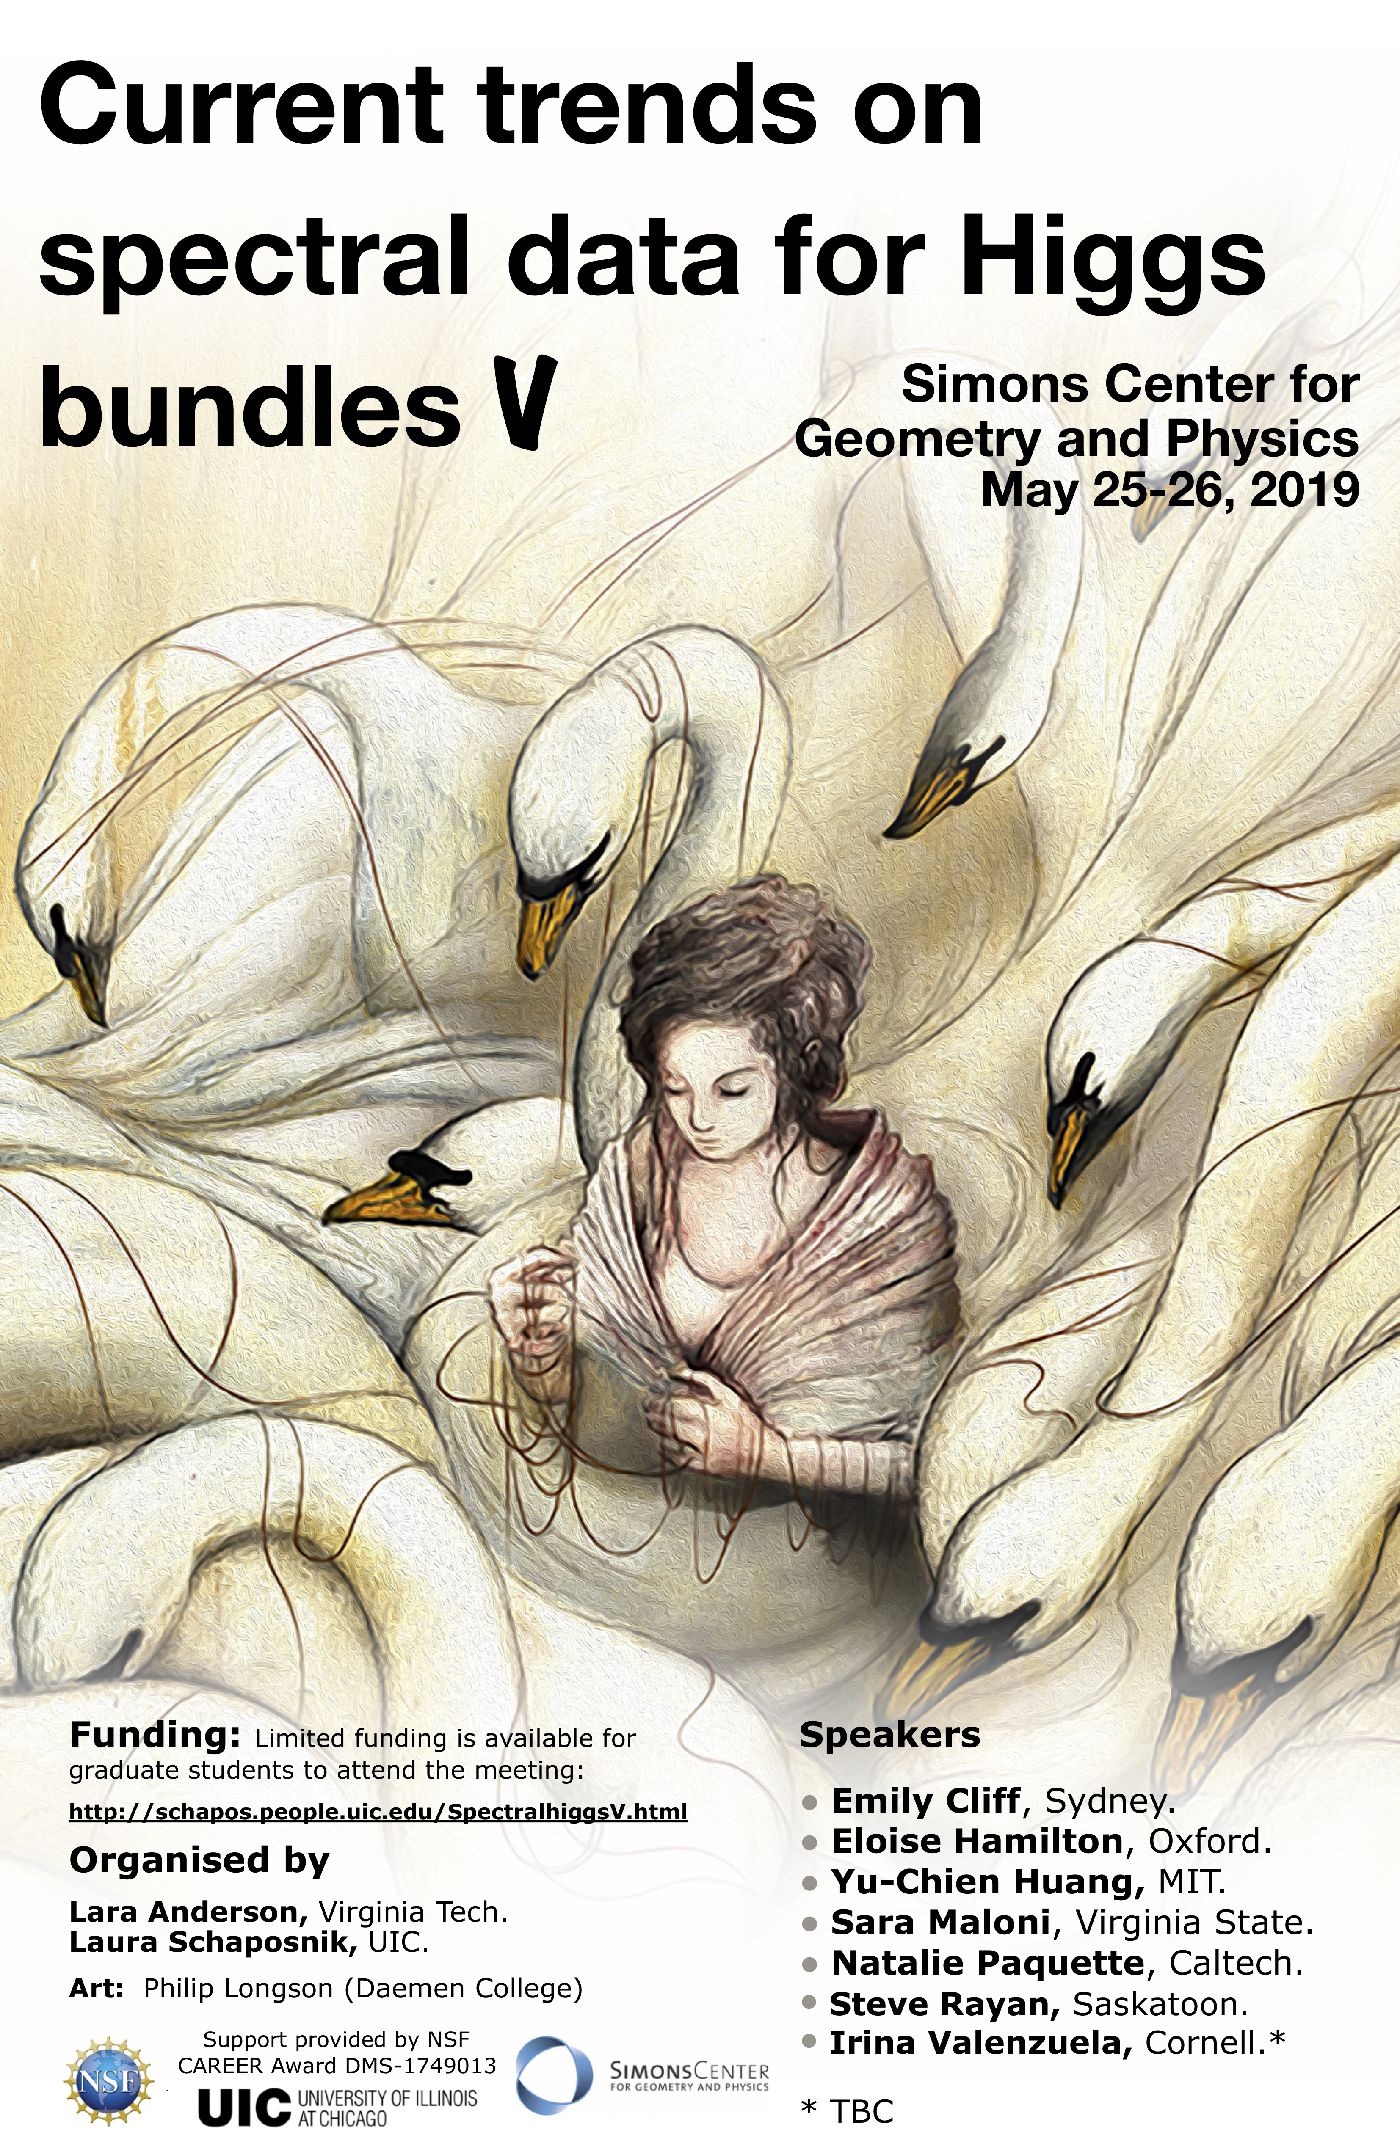 Current trends on
spectral data for Higgs
bundles V
Simons Center for
Geometry and Physics
May 25-26, 2019
Funding: Limited funding is available for
graduate students to attend the meeting:
http://schapos.people.uic.edu/SpectralhiggsV.html
Organised by
Lara Anderson, Virginia Tech.
Laura Schaposnik, UIC.
Art: Philip Longson (Daemen College)
Support provided by NSF
CAREER Award DMS-1749013
NSF
UIC UNIVERSITY OF ILLINOIS
AT CHICAGO
SIMONS CENTER
FOR GEOMETRY AND PHYSICS
Speakers
• Emily Cliff, Sydney.
• Eloise Hamilton, Oxford.
• Yu-Chien Huang, MIT.
• Sara Maloni, Virginia State.
• Natalie Paquette, Caltech.
• Steve Rayan, Saskatoon.
• Irina Valenzuela, Cornell.*
* TBC